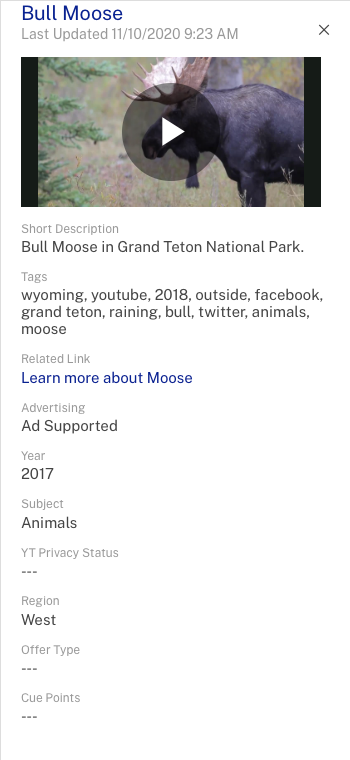 Bull Moose
Last Updated 11/10/2020 9:23 AM
Short Description
Bull Moose in Grand Teton National Park.
Tags
wyoming, youtube, 2018, outside, facebook,
grand teton, raining, bull, twitter, animals,
moose
Related Link
Learn more about Moose
Advertising
Ad Supported
Year
2017
Subject
Animals
YT Privacy Status
---
Region
West
Offer Type
---
Cue Points
---